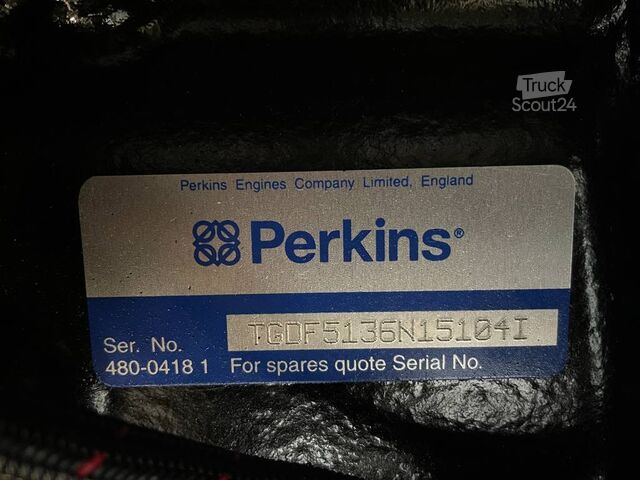 Truck
Scout24
Perkins Engines Company Limited, England
Perkins®
Ser. No. TGDF5136N15104I
480-0418 1 For spares quote Serial No.